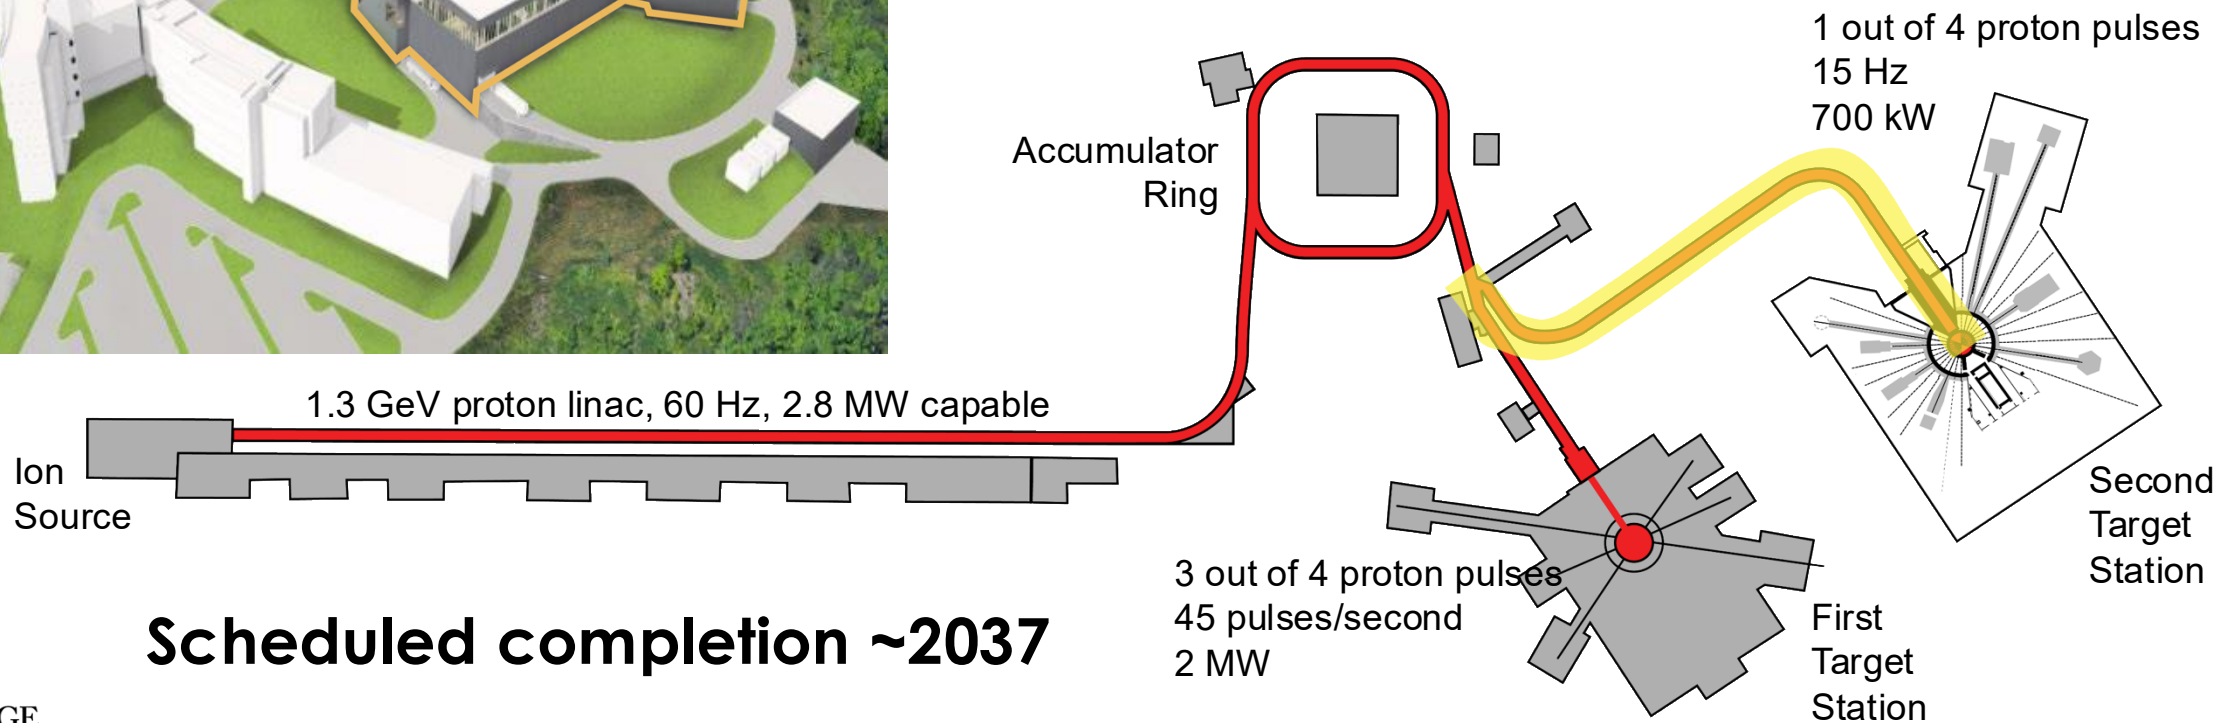 1 out of 4 proton pulses
15 Hz
700 kW
Accumulator
Ring
1.3 GeV proton linac, 60 Hz, 2.8 MW capable
Ion
Source
Second
Target
Station
3 out of 4 proton pulses
45 pulses/second
2 MW
First
Target
Station
Scheduled completion ~2037